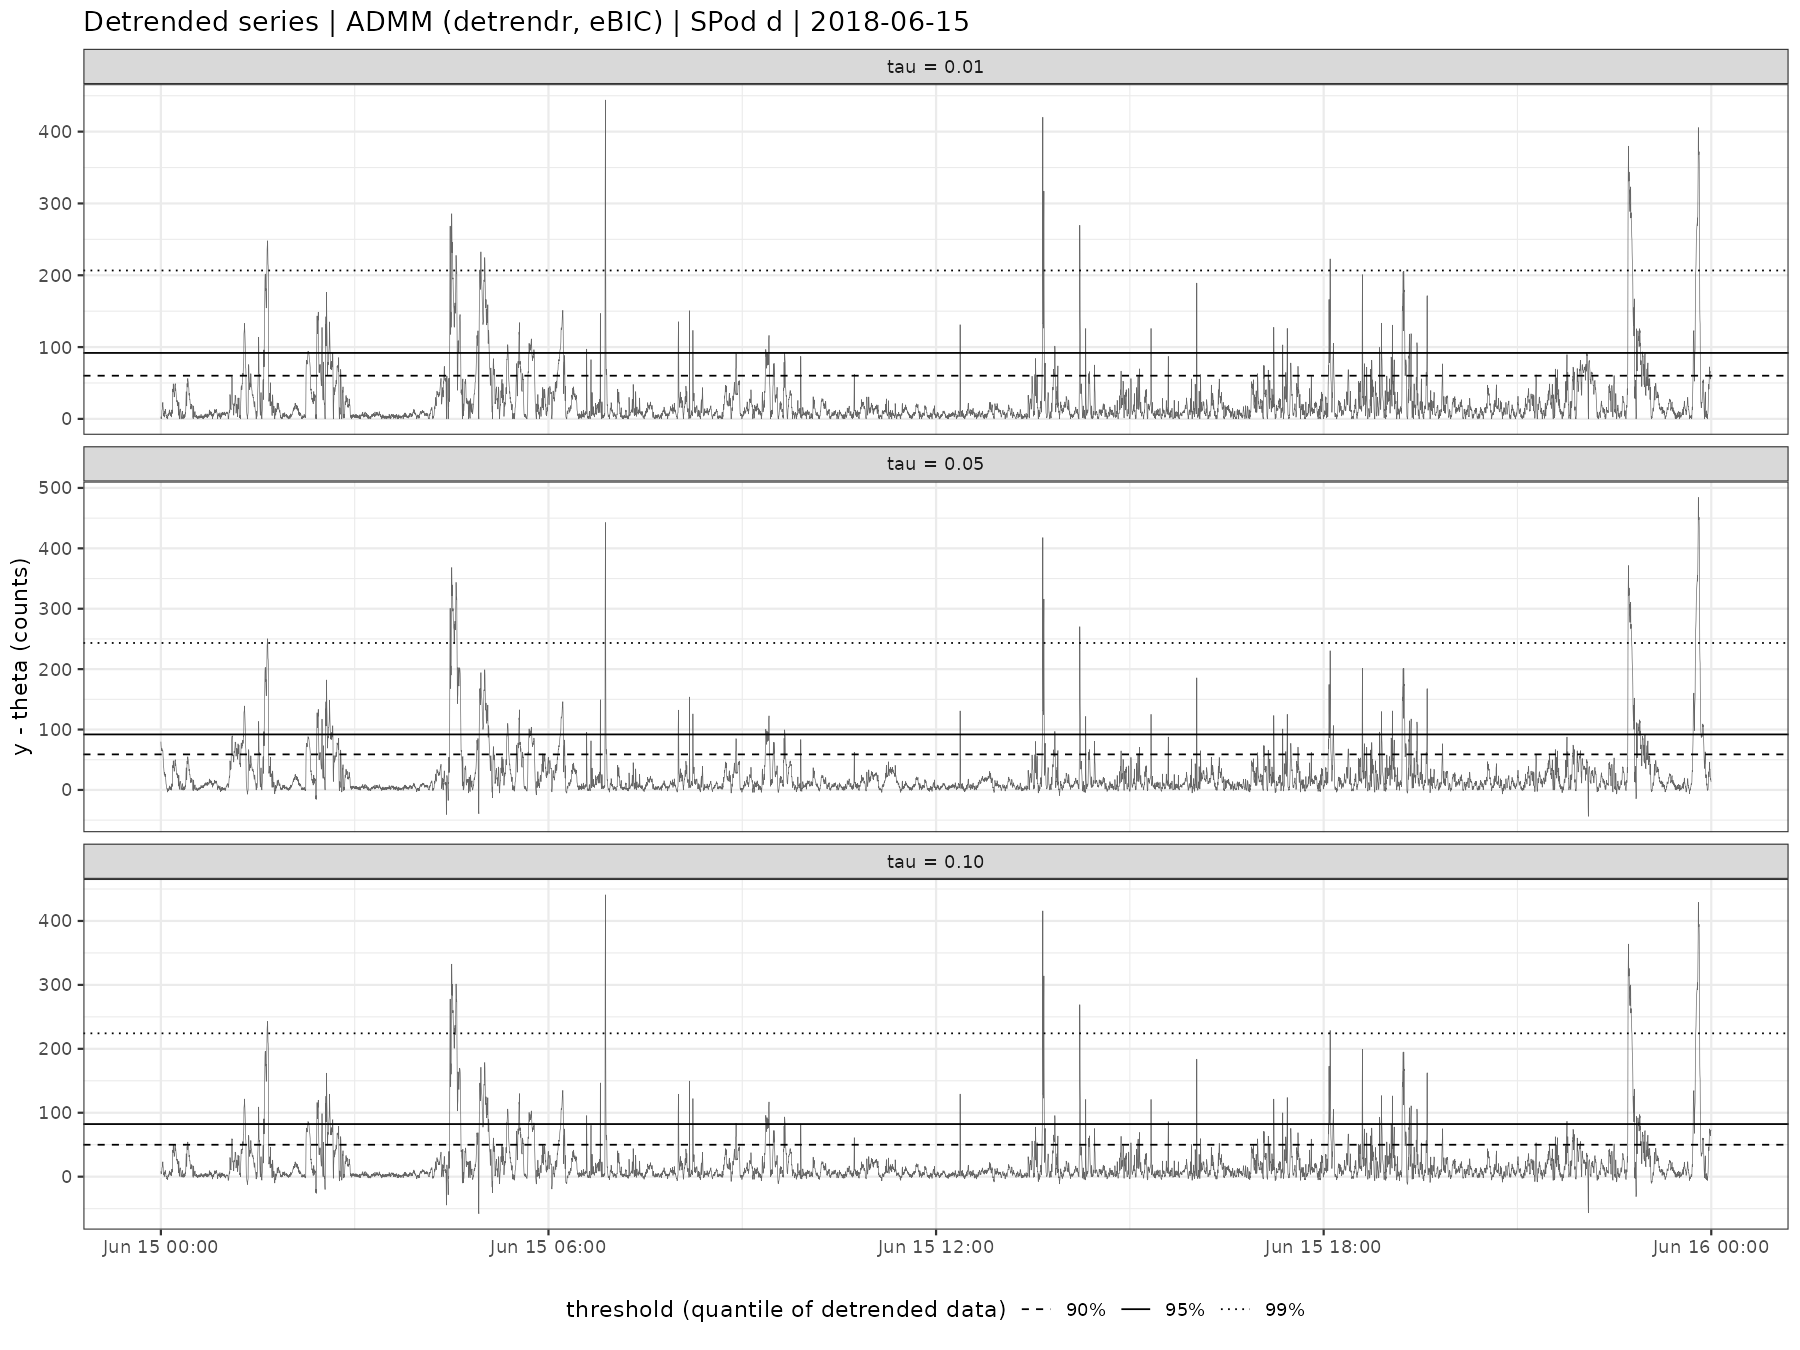 Detrended series | ADMM (detrendr, eBIC) | SPod d | 2018-06-15
tau = 0.01
400
300
200
100
0
tau = 0.05
500
400
300
200
100
0
y - theta (counts)
tau = 0.10
400
300
200
100
0
Jun 15 00:00 Jun 15 06:00 Jun 15 12:00 Jun 15 18:00 Jun 16 00:00
threshold (quantile of detrended data) 90% 95% 99%